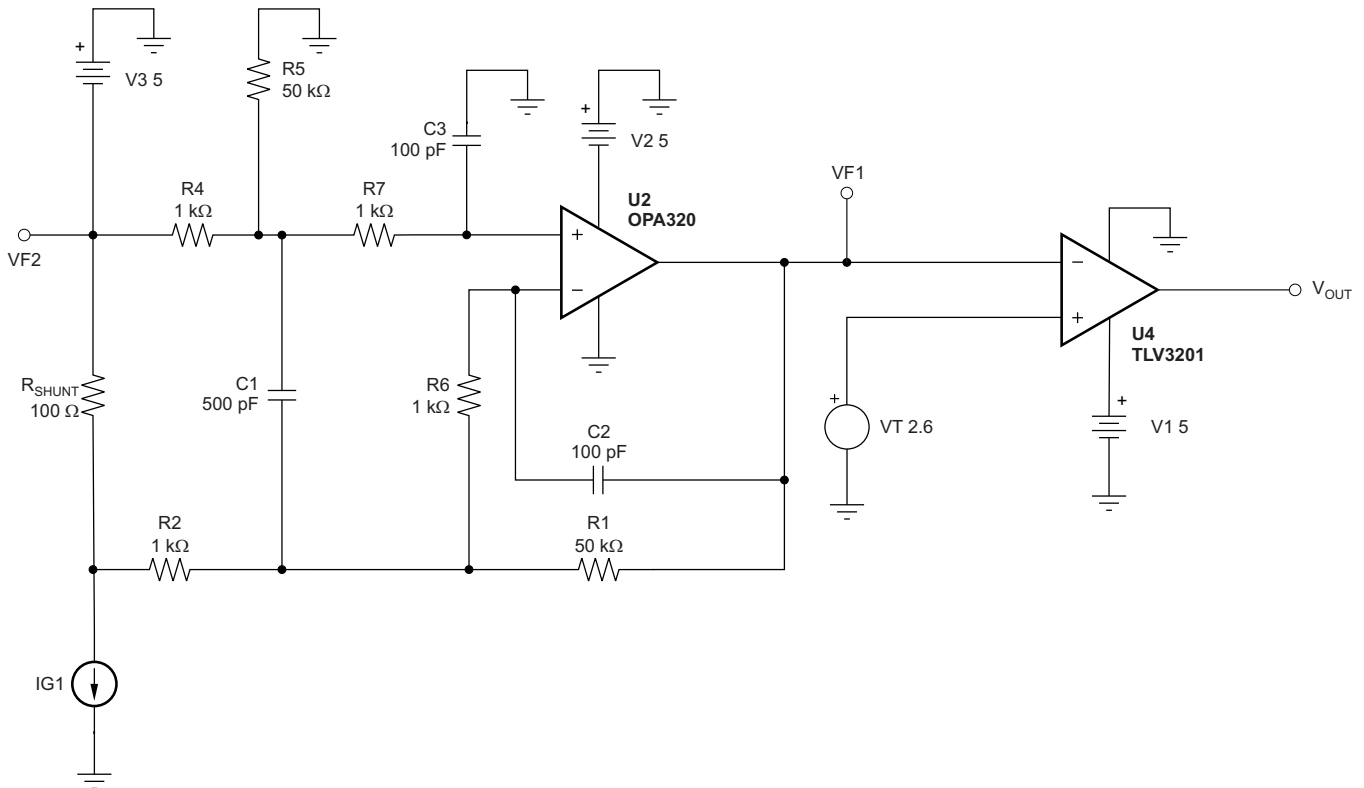 +
V3 5
R5
50 kΩ
C3
100 pF
+
V2 5
R4
1 kΩ
R7
1 kΩ
U2
OPA320
VF1
VF2
+
−
−
+
VOUT
U4
TLV3201
RSHUNT
100 Ω
C1
500 pF
R6
1 kΩ
+
VT 2.6
+
V1 5
C2
100 pF
R2
1 kΩ
R1
50 kΩ
IG1